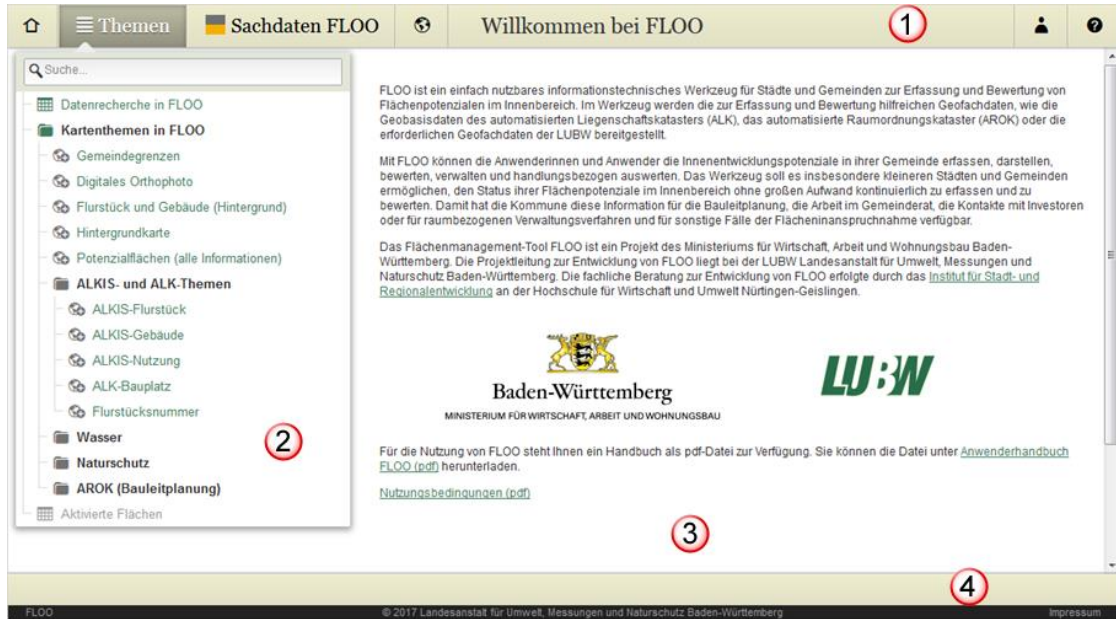 Themen Sachdaten FLOO Willkommen bei FLOO 1 ?
Suche...
Datenrecherche in FLOO
Kartenthemen in FLOO
Gemeindegrenzen
Digitales Orthophoto
Flurstück und Gebäude (Hintergrund)
Hintergrundkarte
Potenzialflächen (alle Informationen)
ALKIS- und ALK-Themen
ALKIS-Flurstück
ALKIS-Gebäude
ALKIS-Nutzung
ALK-Bauplatz
Flurstücksnummer
Wasser
Naturschutz
AROK (Bauleitplanung)
Aktivierte Flächen
2
FLOO ist ein einfach nutzbares informationstechnisches Werkzeug für Städte und Gemeinden zur Erfassung und Bewertung von
Flächenpotenzialen im Innenbereich. Im Werkzeug werden die zur Erfassung und Bewertung hilfreichen Geofachdaten, wie die
Geobasisdaten des automatisierten Liegenschaftskatasters (ALK), das automatisierte Raumordnungskataster (AROK) oder die
erforderlichen Geofachdaten der LUBW bereitgestellt.
Mit FLOO können die Anwenderinnen und Anwender die Innenentwicklungspotenziale in ihrer Gemeinde erfassen, darstellen,
bewerten, verwalten und handlungsbezogen auswerten. Das Werkzeug soll es insbesondere kleineren Städten und Gemeinden
ermöglichen, den Status ihrer Flächenpotenziale im Innenbereich ohne großen Aufwand kontinuierlich zu erfassen und zu
bewerten. Damit hat die Kommune diese Information für die Bauleitplanung, die Arbeit im Gemeinderat, die Kontakte mit Investoren
oder für raumbezogenen Verwaltungsverfahren und für sonstige Fälle der Flächeninanspruchnahme verfügbar.
Das Flächenmanagement-Tool FLOO ist ein Projekt des Ministeriums für Wirtschaft, Arbeit und Wohnungsbau Baden-
Württemberg. Die Projektleitung zur Entwicklung von FLOO liegt bei der LUBW Landesanstalt für Umwelt, Messungen und
Naturschutz Baden-Württemberg. Die fachliche Beratung zur Entwicklung von FLOO erfolgte durch das Institut für Stadt- und
Regionalentwicklung an der Hochschule für Wirtschaft und Umwelt Nürtingen-Geislingen.
Baden-Württemberg
MINISTERIUM FÜR WIRTSCHAFT, ARBEIT UND WOHNUNGSBAU
LUBW
Für die Nutzung von FLOO steht Ihnen ein Handbuch als pdf-Datei zur Verfügung. Sie können die Datei unter Anwenderhandbuch
FLOO (pdf) herunterladen.
Nutzungsbedingungen (pdf)
3
4
FLOO © 2017 Landesanstalt für Umwelt, Messungen und Naturschutz Baden-Württemberg Impressum